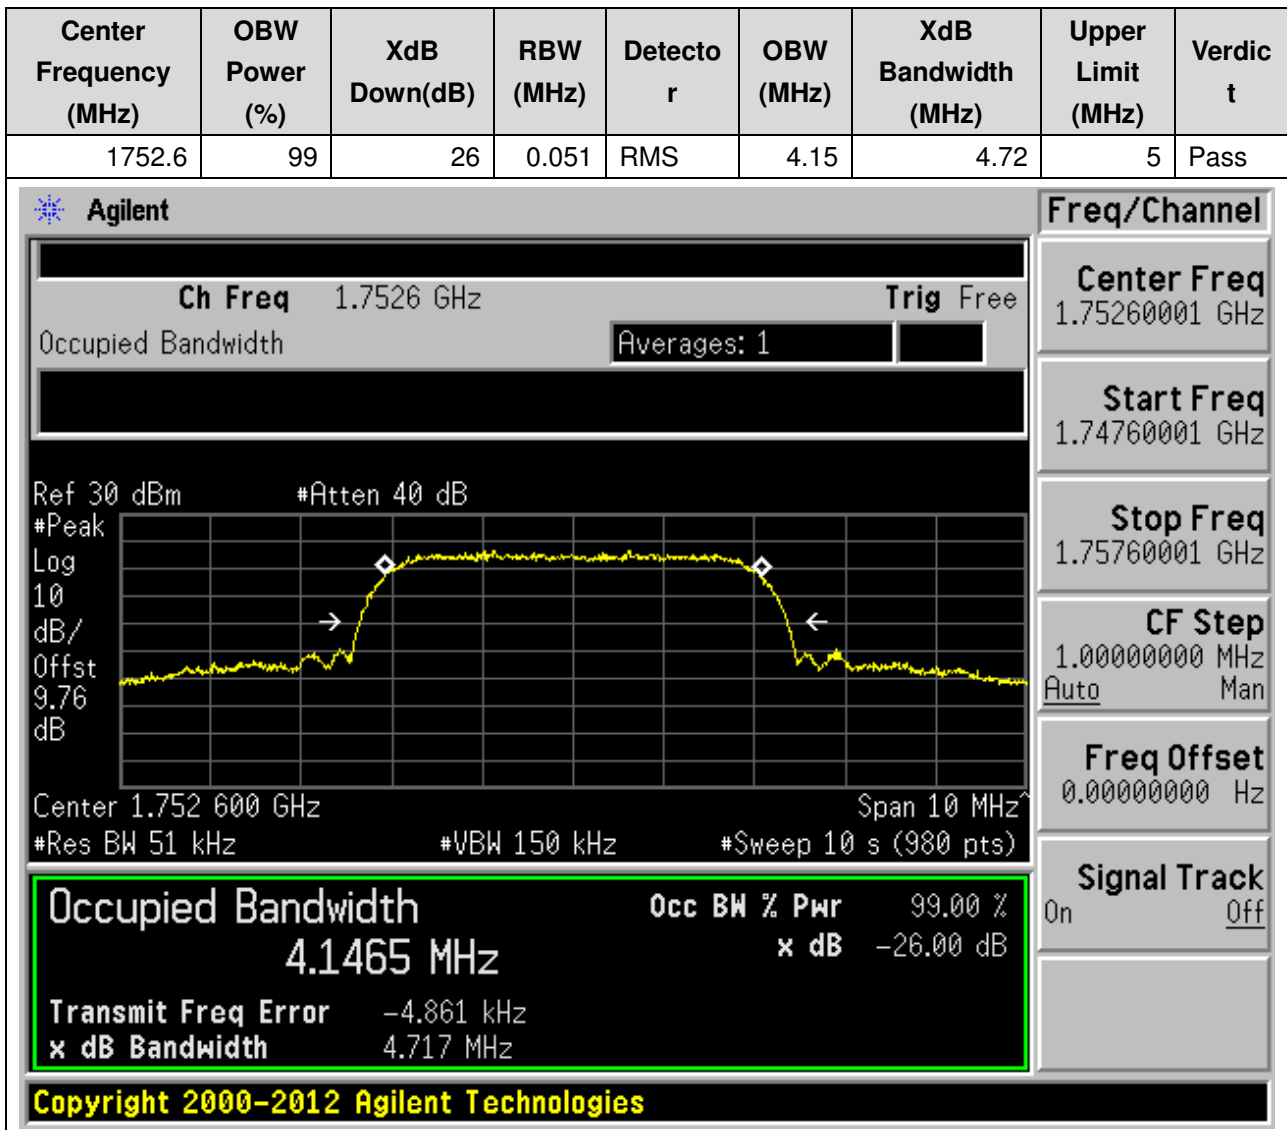 Center Frequency (MHz) OBW Power (%) XdB Down(dB) RBW (MHz) Detecto r OBW (MHz) XdB Bandwidth (MHz) Upper Limit (MHz) Verdic t
1752.6 99 26 0.051 RMS 4.15 4.72 5 Pass
Agilent Freq/Channel
Ch Freq 1.7526 GHz Trig Free
Occupied Bandwidth Averages: 1
Center Freq
1.75260001 GHz
Start Freq
1.74760001 GHz
Stop Freq
1.75760001 GHz
CF Step
1.00000000 MHz
Auto Man
Freq Offset
0.00000000 Hz
Signal Track
On Off
Ref 30 dBm #Atten 40 dB
#Peak
Log
10
dB/
Offst
9.76
dB
Center 1.752 600 GHz Span 10 MHz^
#Res BW 51 kHz #VBW 150 kHz #Sweep 10 s (980 pts)
Occupied Bandwidth Occ BW % Pwr 99.00 %
4.1465 MHz x dB -26.00 dB
Transmit Freq Error -4.861 kHz
x dB Bandwidth 4.717 MHz
Copyright 2000-2012 Agilent Technologies